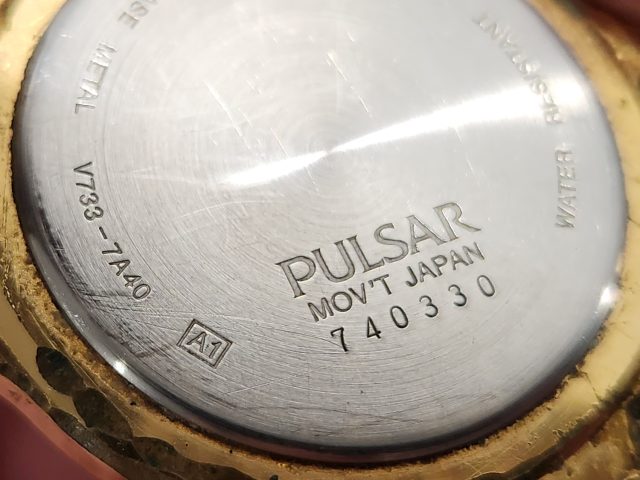 PULSAR
MOV'T JAPAN
740330
A1
V733-7A40
METAL
WATER RESISTANT